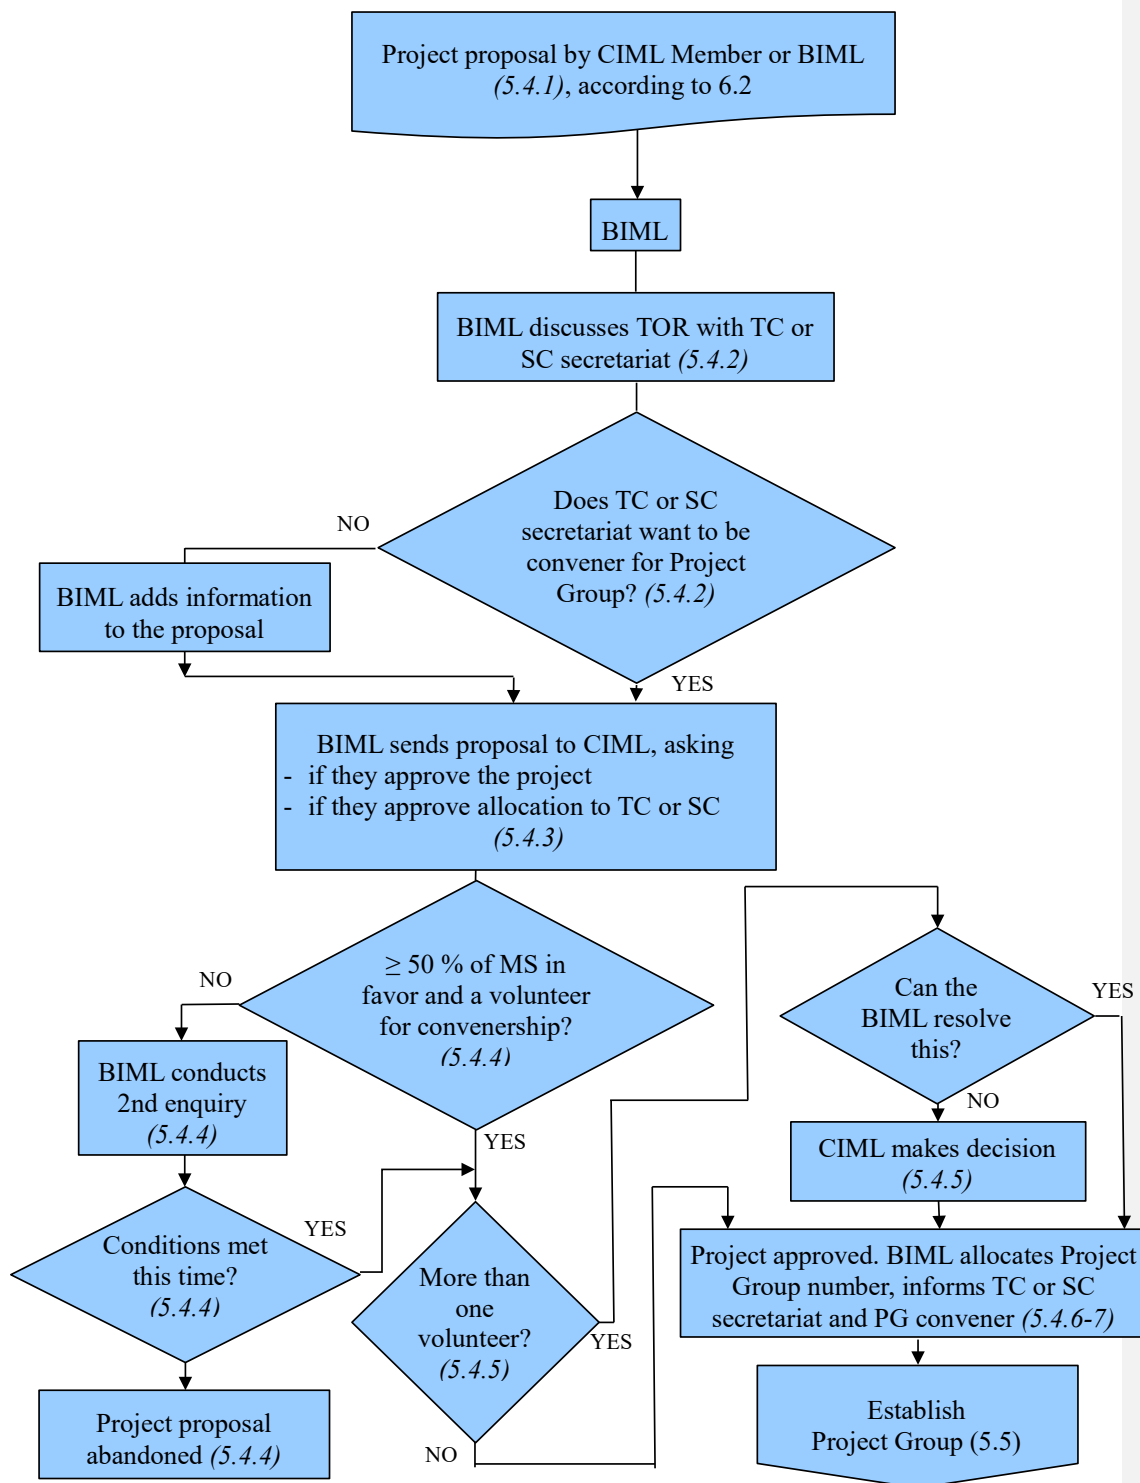 Project proposal by CIML Member or BIML
(5.4.1), according to 6.2
BIML
BIML discusses TOR with TC or
SC secretariat (5.4.2)
Does TC or SC
secretariat want to be
convener for Project
Group? (5.4.2)
NO
BIML adds information
to the proposal
YES
BIML sends proposal to CIML, asking
- if they approve the project
- if they approve allocation to TC or SC
(5.4.3)
≥ 50 % of MS in
favor and a volunteer
for convenership?
(5.4.4)
NO
BIML conducts
2nd enquiry
(5.4.4)
YES
Conditions met
this time?
(5.4.4)
YES
Project proposal
abandoned (5.4.4)
More than
one
volunteer?
(5.4.5)
YES
NO
Can the
BIML resolve
this?
YES
NO
CIML makes decision
(5.4.5)
Project approved. BIML allocates Project
Group number, informs TC or SC
secretariat and PG convener (5.4.6-7)
Establish
Project Group (5.5)